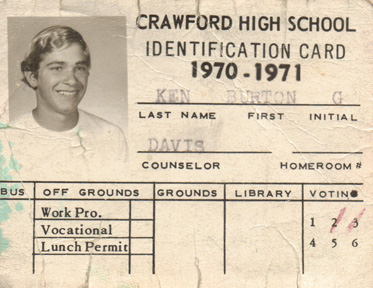 CRAWFORD HIGH SCHOOL
IDENTIFICATION CARD
1970-1971
KEN BURTON G
LAST NAME FIRST INITIAL
DAVIS
COUNSELOR HOMEROOM #
BUS OFF GROUNDS GROUNDS LIBRARY VOTING
Work Pro.
Vocational
Lunch Permit
1 2 3
4 5 6